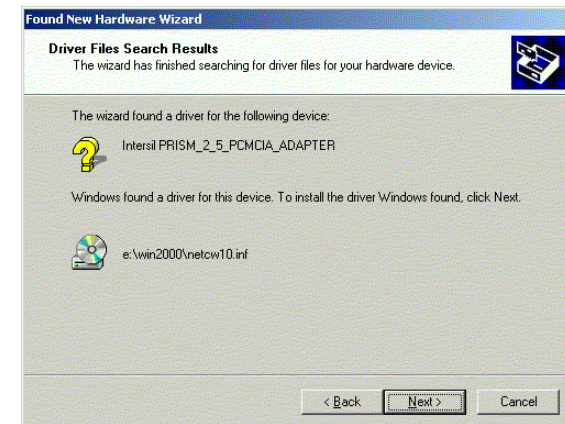 Found New Hardware Wizard
Driver Files Search Results
The wizard has finished searching for driver files for your hardware device.
The wizard found a driver for the following device:
Intersil PRISM_2_5_PCMCIA_ADAPTER
Windows found a driver for this device. To install the driver Windows found, click Next.
e:\win2000\netcw10.inf
< Back Next > Cancel